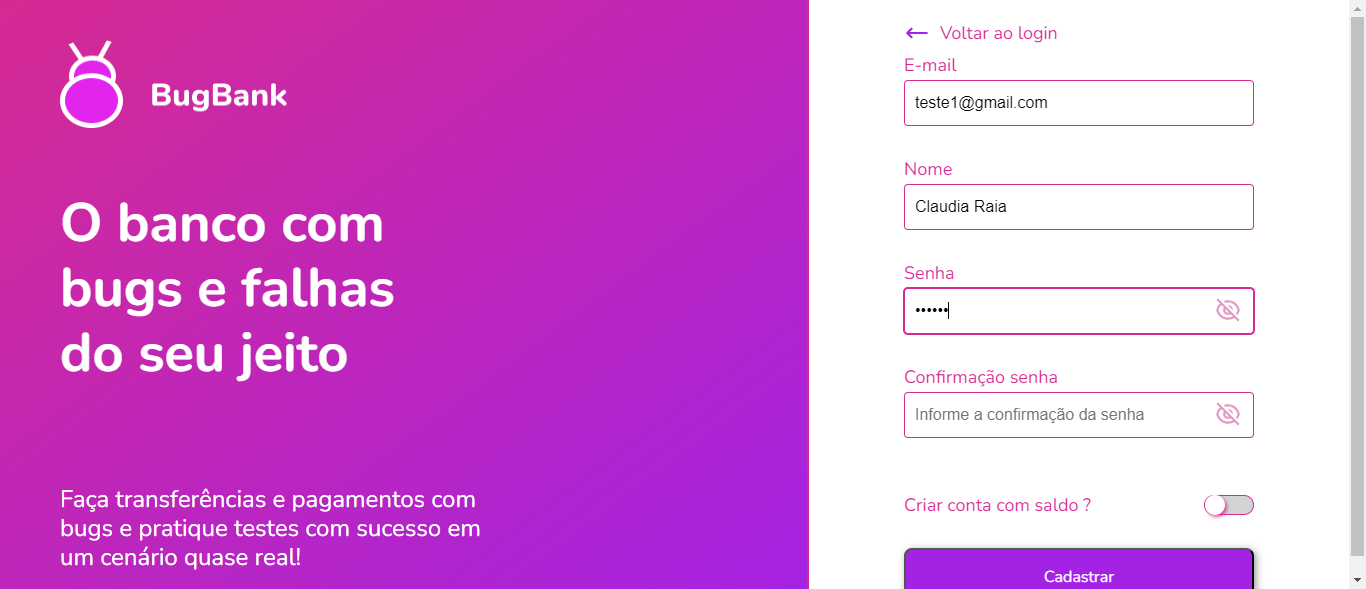 BugBank
O banco com
bugs e falhas
do seu jeito
Faça transferências e pagamentos com
bugs e pratique testes com sucesso em
um cenário quase real!
Voltar ao login
E-mail
teste1@gmail.com
Nome
Claudia Raia
Senha
••••••
Confirmação senha
Informe a confirmação da senha
Criar conta com saldo ?
Cadastrar